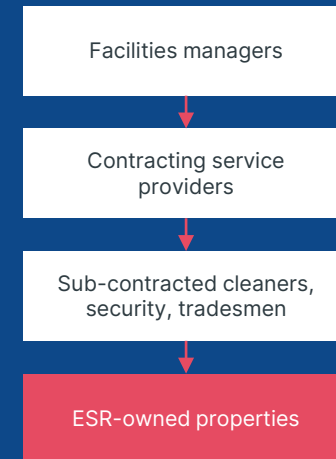 Facilities managers
Contracting service
providers
Sub-contracted cleaners,
security, tradesmen
ESR-owned properties